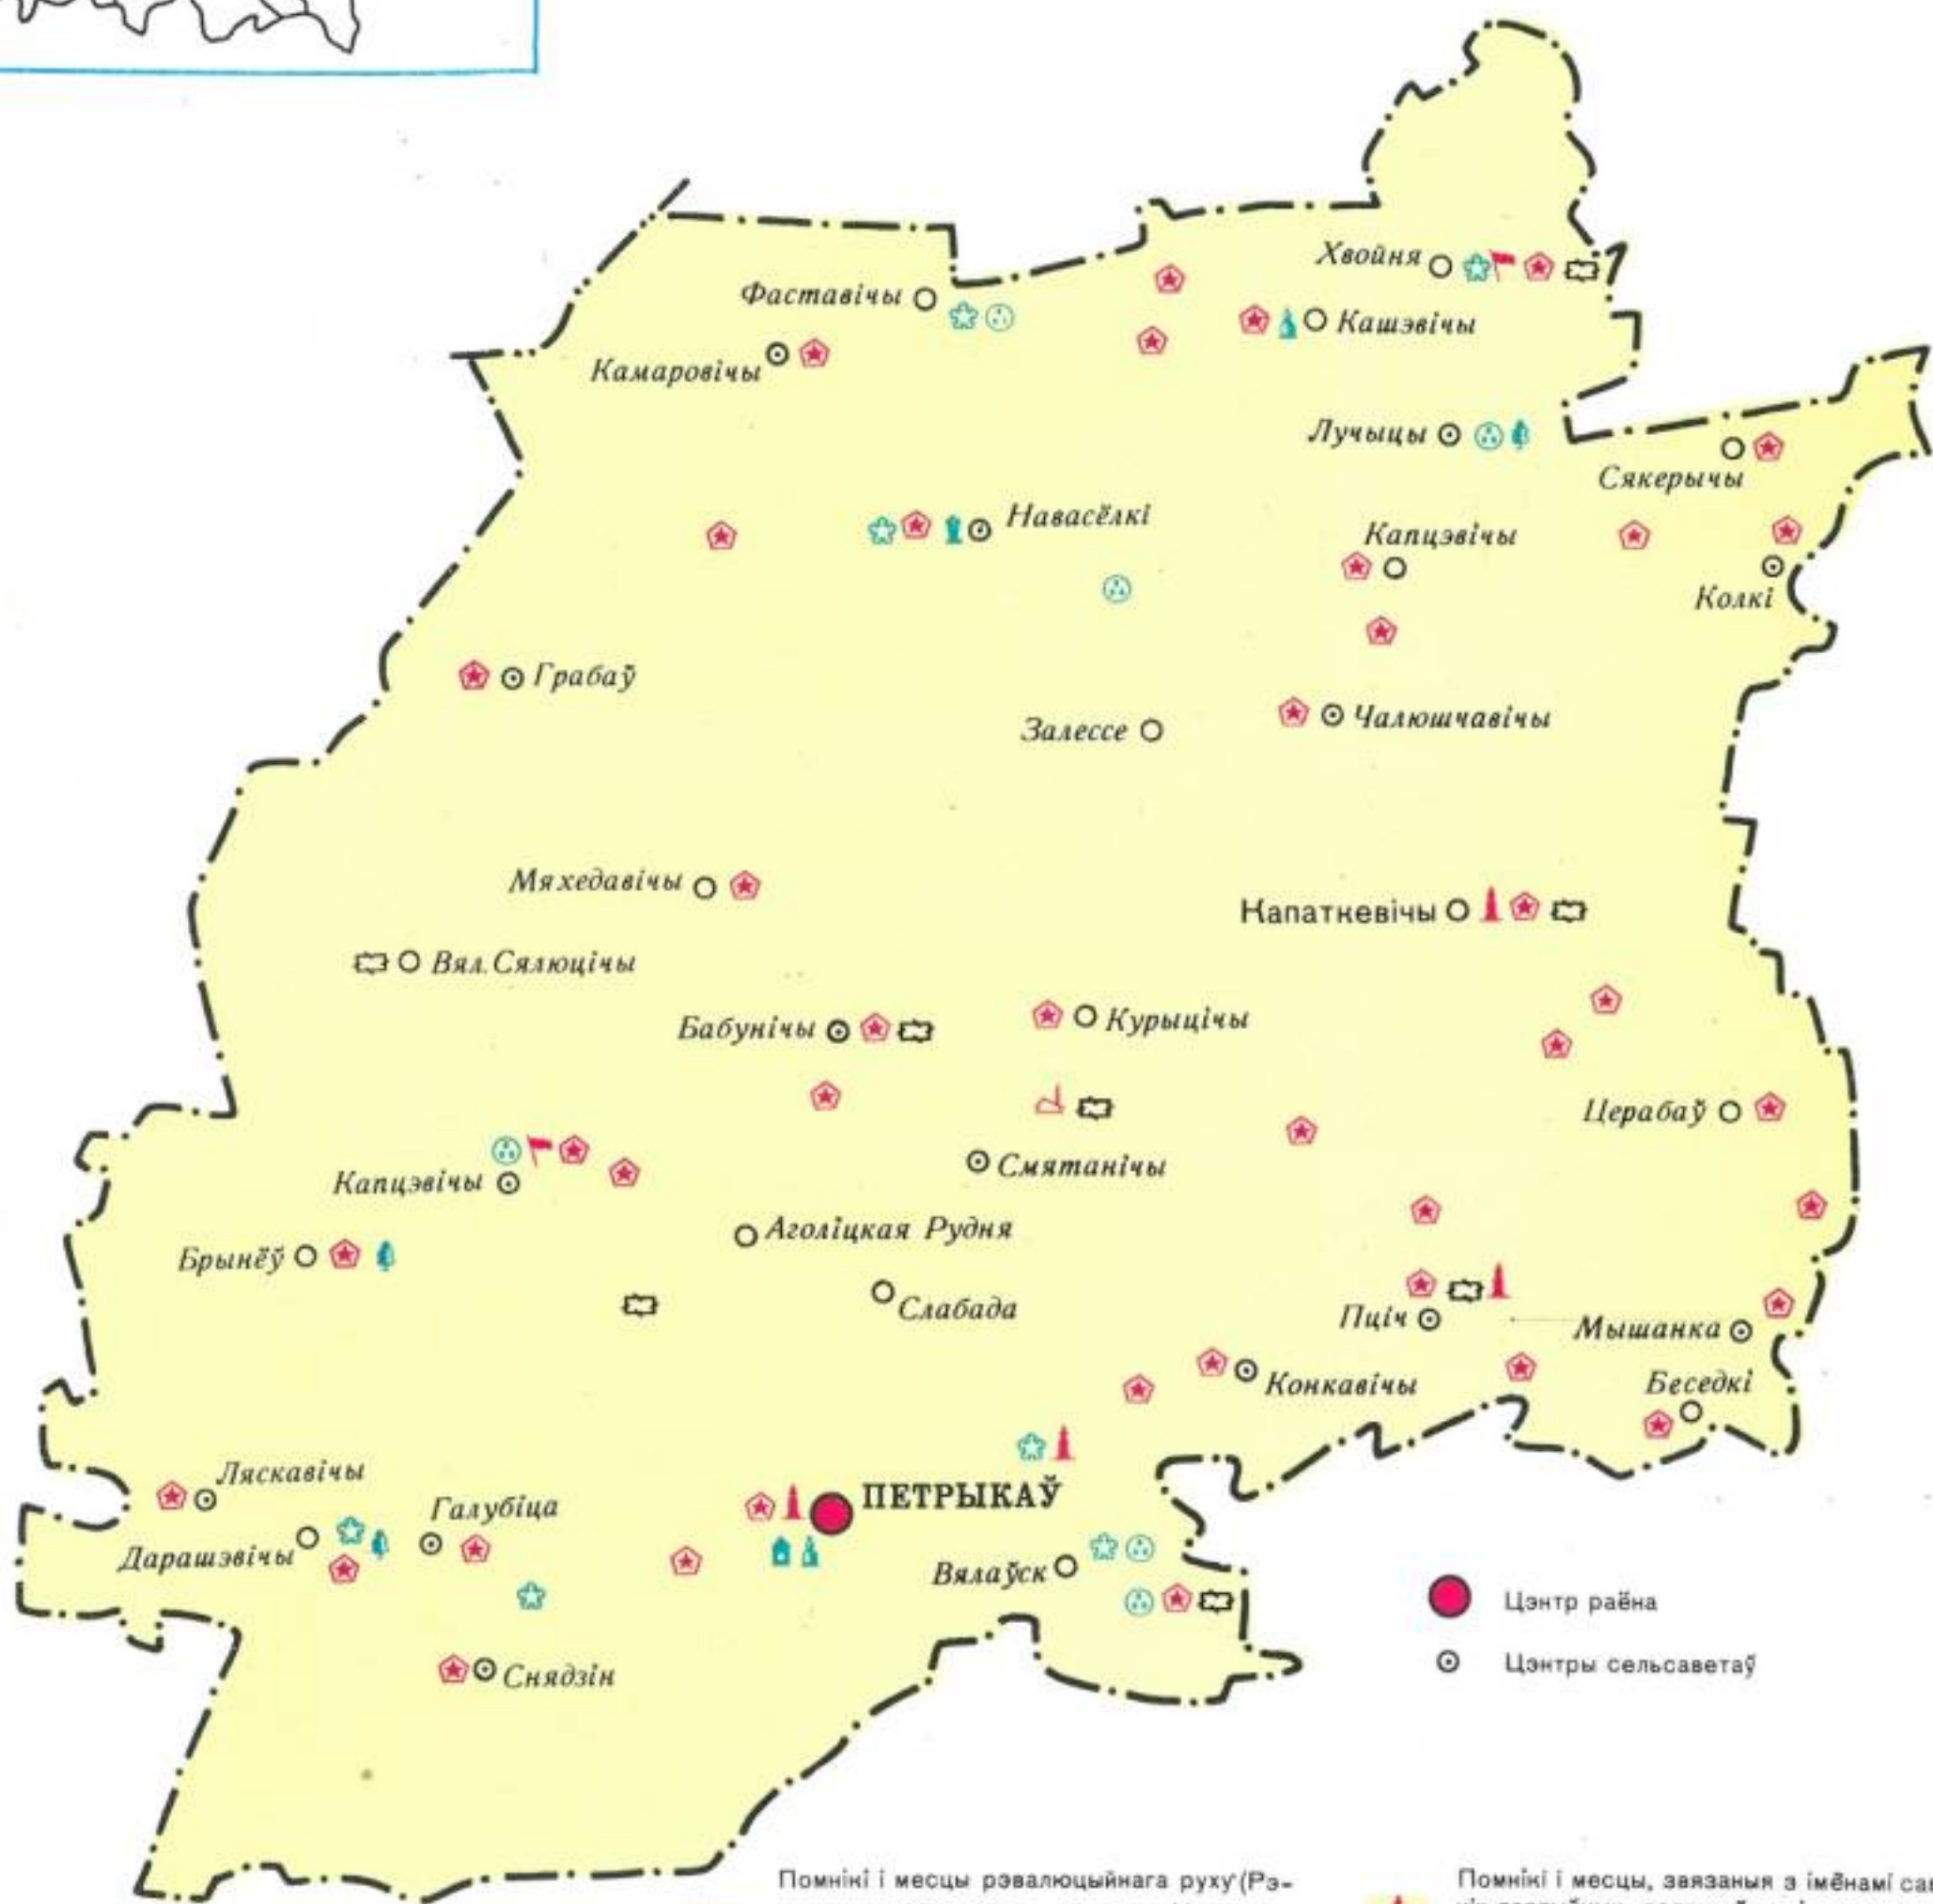 Хвойня
Фаставічы
Кашэвічы
Камаровічы
Лучыцы
Сякерычы
Навасёлкі
Капцэвічы
Колкі
Грабаў
Чалюшчавічы
Залессе
Мяхедавічы
Капаткевічы
Вял. Сялюцічы
Курыцічы
Бабунічы
Церабаў
Смятанічы
Капцэвічы
Аголіцкая Рудня
Брынёў
Слабада
Пціч
Мышанка
Конкавічы
Беседкі
Ляскавічы
ПЕТРЫКАЎ
Галубіца
Дарашэвічы
Вялаўск
Цэнтр раёна
Цэнтры сельсаветаў
Снядзін
Помнікі і месцы рэвалюцыйнага руху (Рэ-
Помнікі і месцы, звязаныя з імёнамі